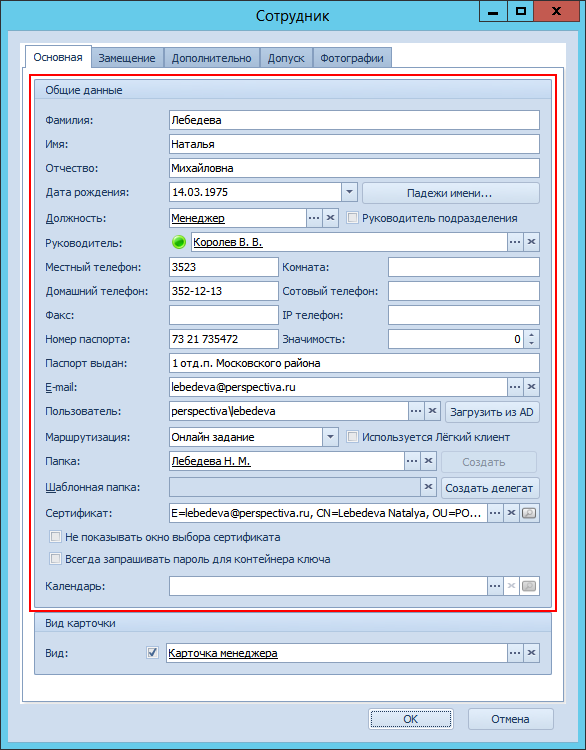 Сотрудник
Основная Замещение Дополнительно Допуск Фотографии
Общие данные
Фамилия: Лебедева
Имя: Наталья
Отчество: Михайловна
Дата рождения: 14.03.1975 Падежи имени...
Должность: Менеджер Руководитель подразделения
Руководитель: Королев В. В.
Местный телефон: 3523 Комната:
Домашний телефон: 352-12-13 Сотовый телефон:
Факс: IP телефон:
Номер паспорта: 73 21 735472 Значимость: 0
Паспорт выдан: 1 отд.п. Московского района
E-mail: lebedeva@perspectiva.ru
Пользователь: perspectiva\lebedeva Загрузить из AD
Маршрутизация: Онлайн задание Используется Лёгкий клиент
Папка: Лебедева Н. М. Создать
Шаблонная папка: Создать делегат
Сертификат: E=lebedeva@perspectiva.ru, CN=Lebedeva Natalya, OU=PO...
Не показывать окно выбора сертификата
Всегда запрашивать пароль для контейнера ключа
Календарь:
Вид карточки
Вид: Карточка менеджера
OK Отмена